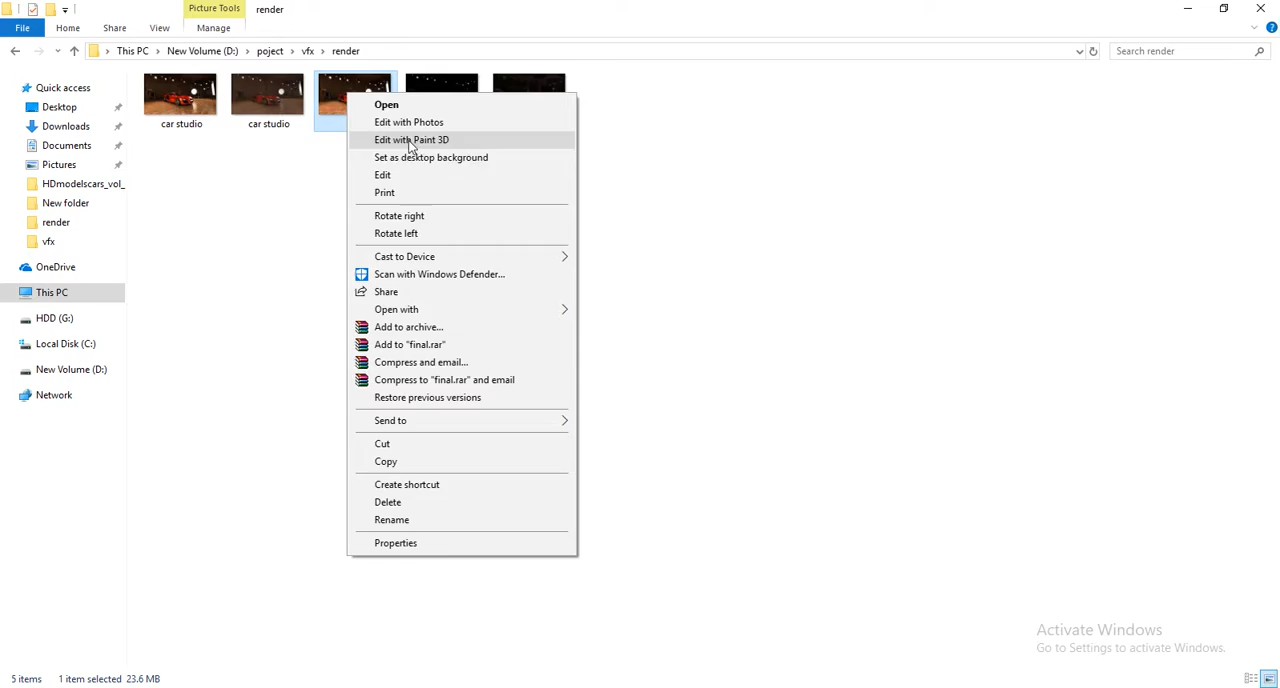 Picture Tools render
File Home Share View Manage
This PC > New Volume (D:) > poject > vfx > render
Search render
Quick access
Desktop
Downloads
Documents
Pictures
HDmodelscars_vol_
New folder
render
vfx
OneDrive
This PC
HDD (G:)
Local Disk (C:)
New Volume (D:)
Network
car studio
car studio
Open
Edit with Photos
Edit with Paint 3D
Set as desktop background
Edit
Print
Rotate right
Rotate left
Cast to Device
Scan with Windows Defender...
Share
Open with
Add to archive...
Add to "final.rar"
Compress and email...
Compress to "final.rar" and email
Restore previous versions
Send to
Cut
Copy
Create shortcut
Delete
Rename
Properties
Activate Windows
Go to Settings to activate Windows.
5 items 1 item selected 23.6 MB